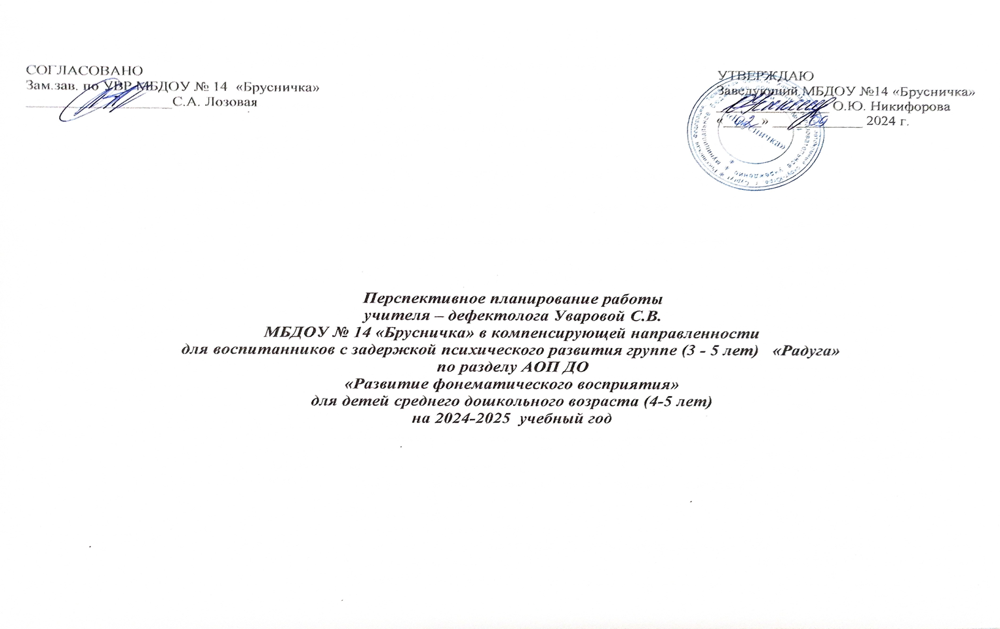 СОГЛАСОВАНО
Зам.зав. по УВР МБДОУ № 14 «Брусничка»
С.А. Лозовая
УТВЕРЖДАЮ
Заведующий МБДОУ №14 «Брусничка»
О.Ю. Никифорова
«02» 09 2024 г.
«Брусничка»
Перспективное планирование работы
учителя – дефектолога Уваровой С.В.
МБДОУ № 14 «Брусничка» в компенсирующей направленности
для воспитанников с задержкой психического развития группе (3 - 5 лет) «Радуга»
по разделу АОП ДО
«Развитие фонематического восприятия»
для детей среднего дошкольного возраста (4-5 лет)
на 2024-2025 учебный год